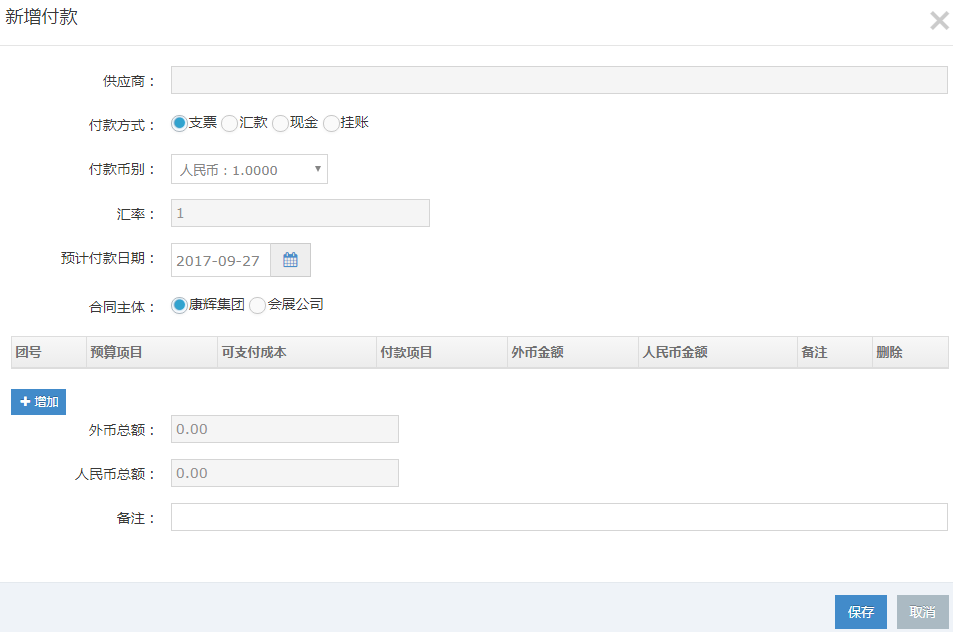 新增付款
供应商：
付款方式： 支票 汇款 现金 挂账
付款币别： 人民币：1.0000
汇率： 1
预计付款日期： 2017-09-27
合同主体： 康辉集团 会展公司
团号 预算项目 可支付成本 付款项目 外币金额 人民币金额 备注 删除
增加
外币总额： 0.00
人民币总额： 0.00
备注：
保存 取消